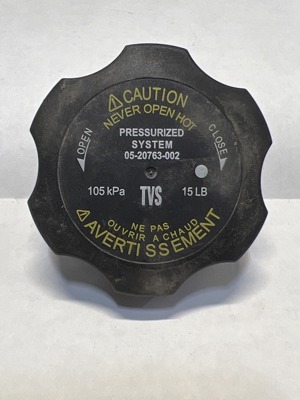 CAUTION
NEVER OPEN HOT
PRESSURIZED
SYSTEM
05-20763-002
OPEN
CLOSE
105 kPa TVS 15 LB
NE PAS
OUVRIR A CHAUD
AVERTISSEMENT